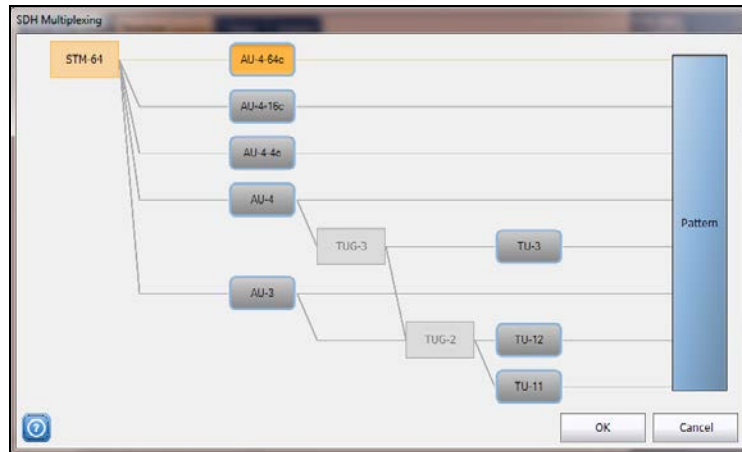 SDH Multiplexing
STM-64
AU-4-64c
AU-4-16c
AU-4-4c
AU-4
Pattern
TUG-3
TU-3
AU-3
TUG-2
TU-12
TU-11
OK
Cancel